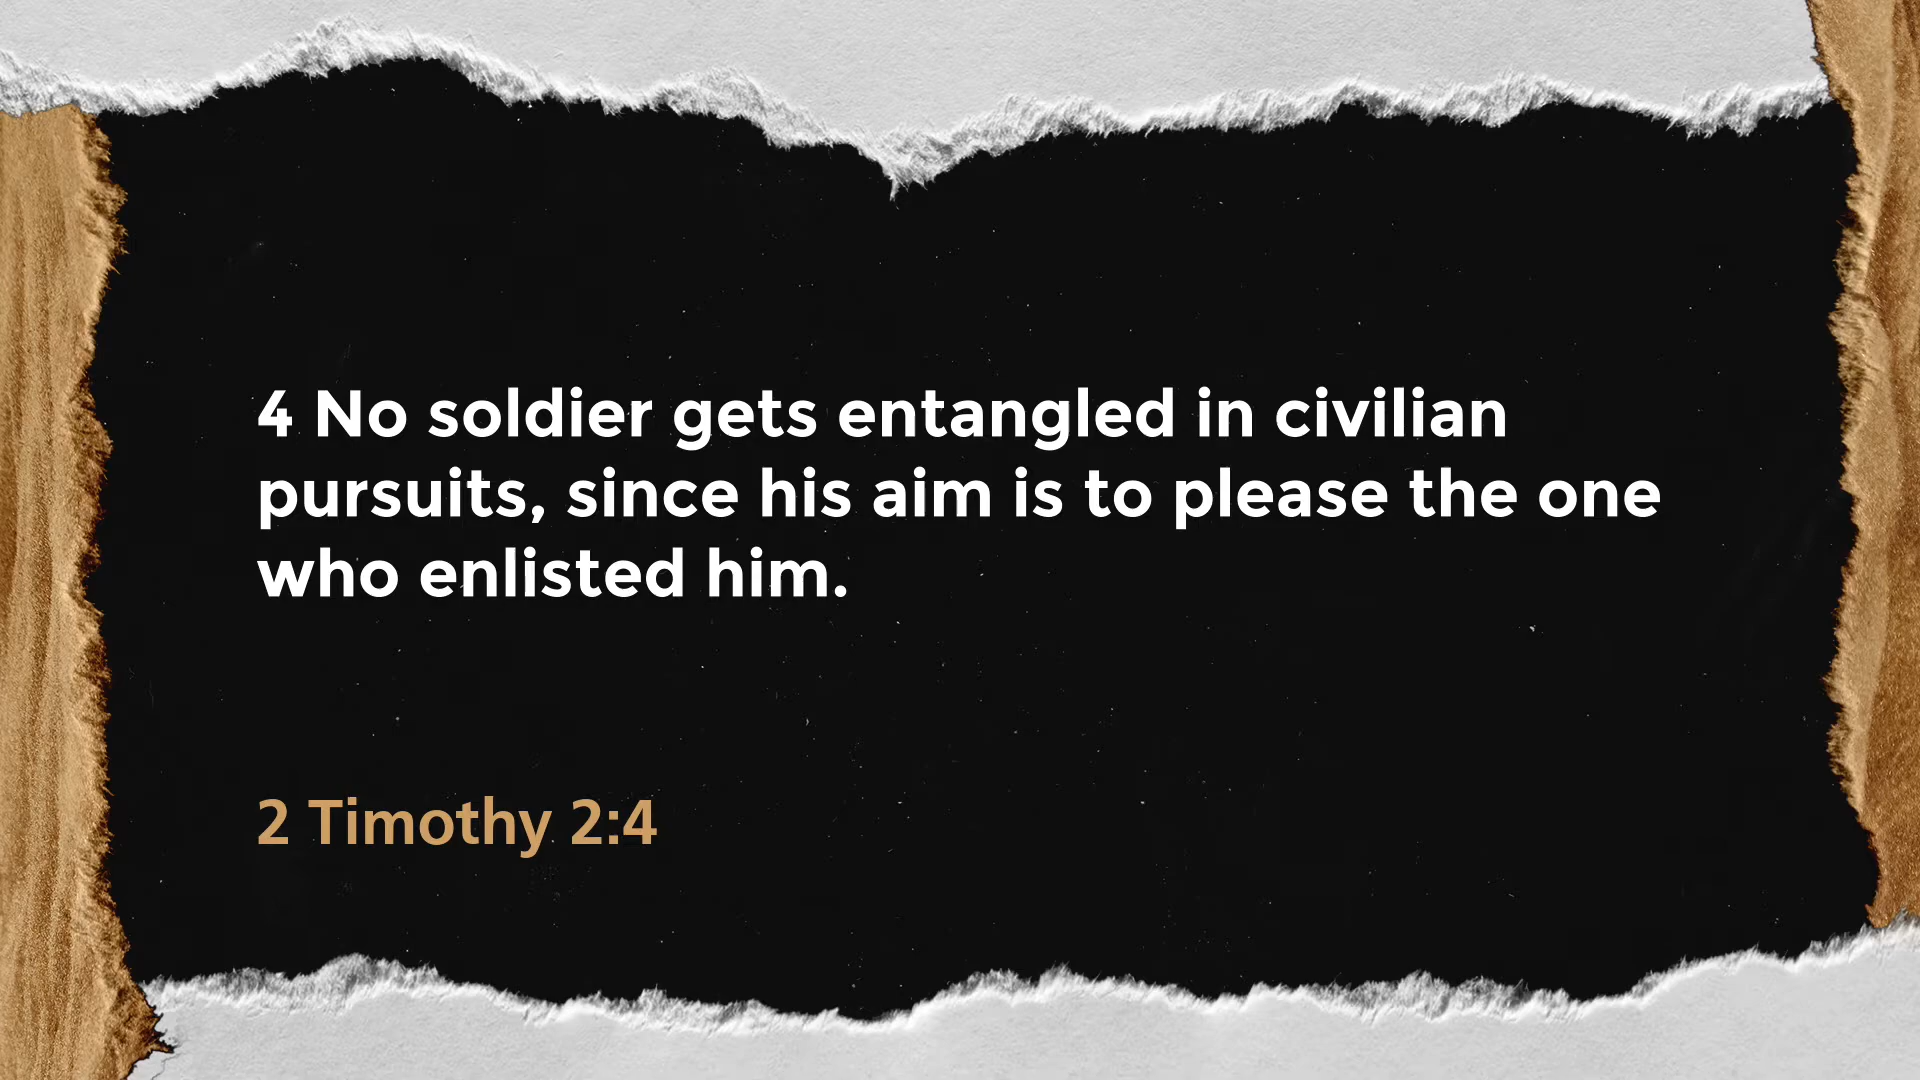 4 No soldier gets entangled in civilian
pursuits, since his aim is to please the one
who enlisted him.
2 Timothy 2:4